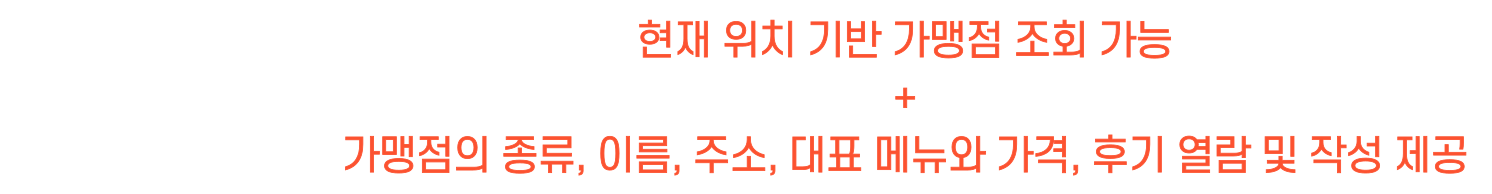 현재 위치 기반 가맹점 조회 가능
+
가맹점의 종류, 이름, 주소, 대표 메뉴와 가격, 후기 열람 및 작성 제공